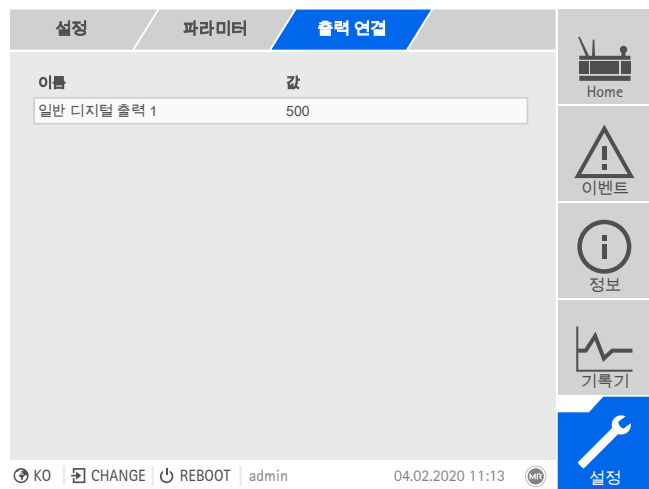 설정 파라미터 출력 연결
이름 값
일반 디지털 출력 1 500
Home
이벤트
정보
기록기
설정
KO CHANGE REBOOT admin 04.02.2020 11:13 MR